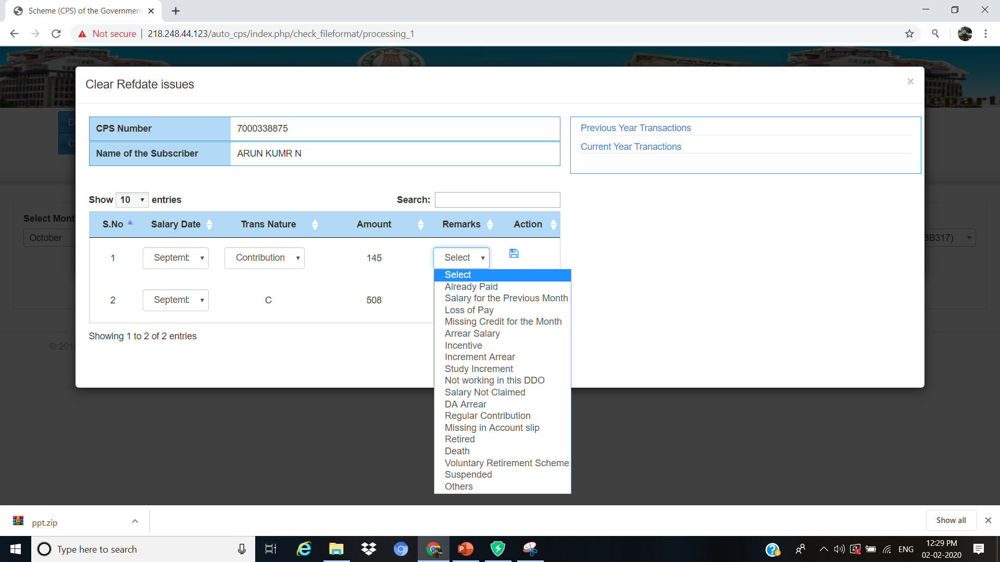 Scheme (CPS) of the Government
Not secure | 218.248.44.123/auto_cps/index.php/check_fileformat/processing_1
Clear Refdate issues
×
CPS Number 7000338875
Name of the Subscriber ARUN KUMR N
Previous Year Transactions
Current Year Tranactions
Show 10 entries
Search:
S.No Salary Date Trans Nature Amount Remarks Action
1 Septemb Contribution 145 Select
2 Septemb C 508
Select
Already Paid
Salary for the Previous Month
Loss of Pay
Missing Credit for the Month
Arrear Salary
Incentive
Increment Arrear
Study Increment
Not working in this DDO
Salary Not Claimed
DA Arrear
Regular Contribution
Missing in Account slip
Retired
Death
Voluntary Retirement Scheme
Suspended
Others
Showing 1 to 2 of 2 entries
Select Mont
October
BB317)
© 2014
epart
D
C
ppt.zip
Show all
Type here to search
ENG
12:29 PM
02-02-2020